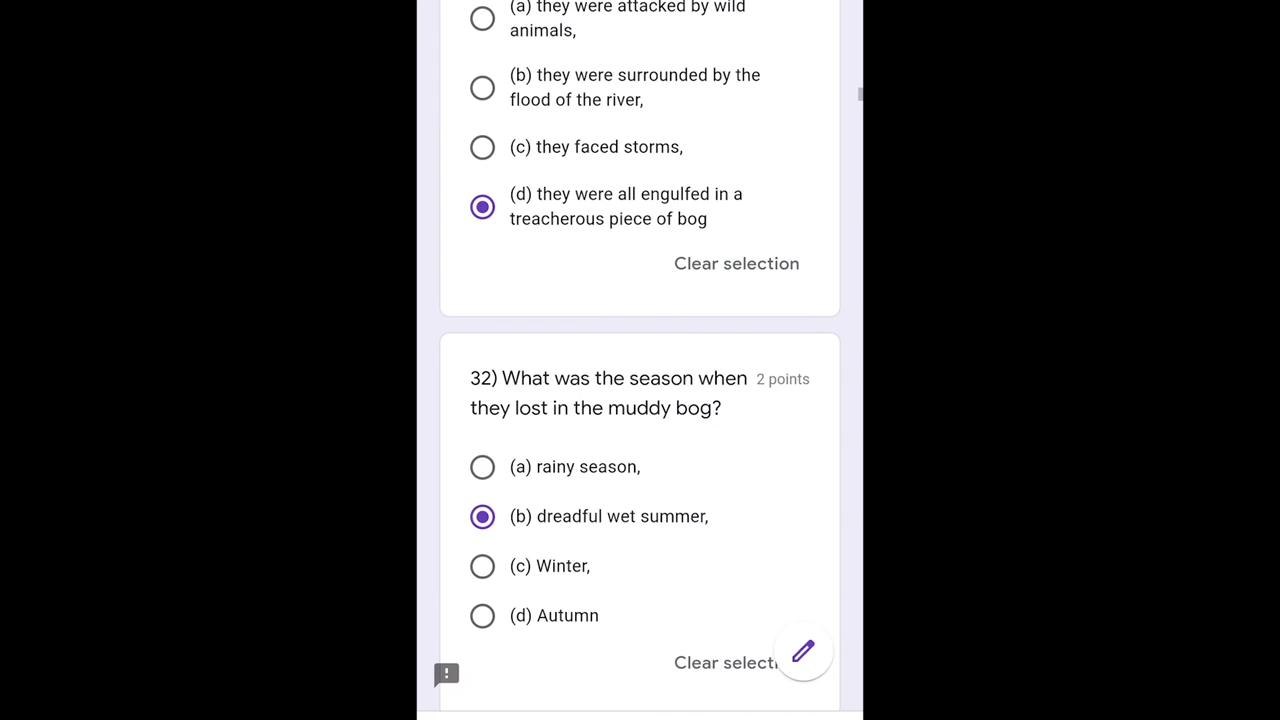 (a) they were attacked by wild
animals,
(b) they were surrounded by the
flood of the river,
(c) they faced storms,
(d) they were all engulfed in a
treacherous piece of bog
Clear selection
32) What was the season when 2 points
they lost in the muddy bog?
(a) rainy season,
(b) dreadful wet summer,
(c) Winter,
(d) Autumn
Clear selecti